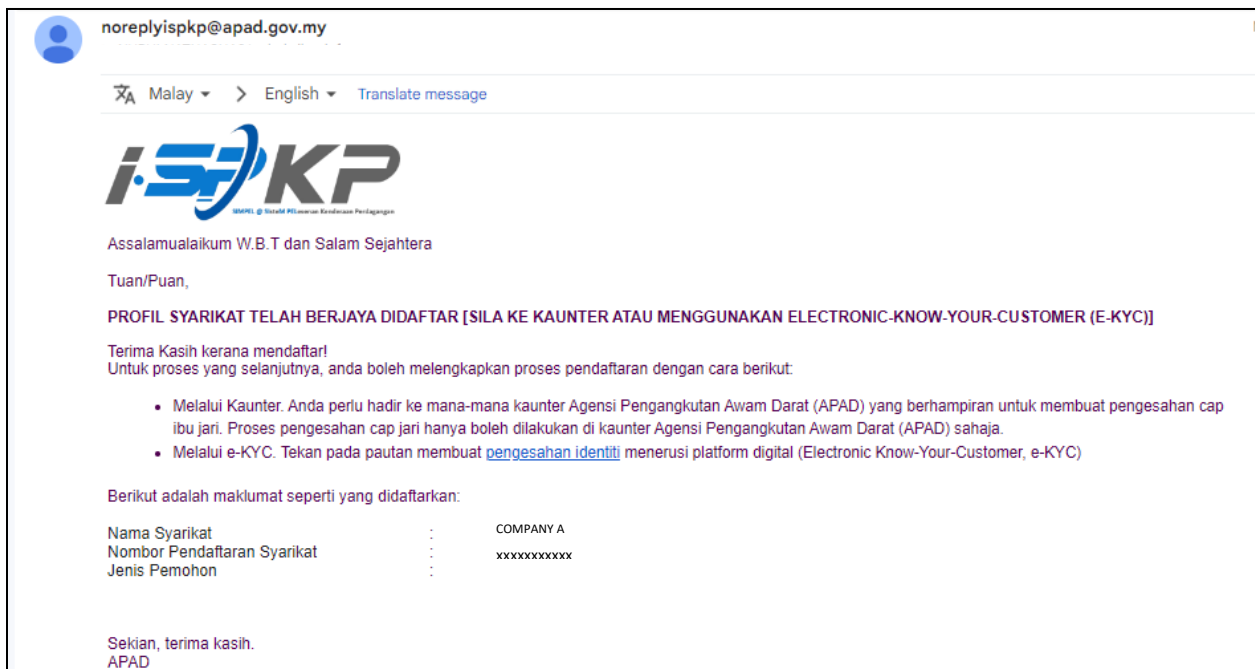 noreplyispkp@apad.gov.my
Malay English Translate message
i-SPKP
SIMPEL @ SisteM PELesenan Kenderaan Perdagangan
Assalamualaikum W.B.T dan Salam Sejahtera
Tuan/Puan,
PROFIL SYARIKAT TELAH BERJAYA DIDAFTAR [SILA KE KAUNTER ATAU MENGGUNAKAN ELECTRONIC-KNOW-YOUR-CUSTOMER (E-KYC)]
Terima Kasih kerana mendaftar!
Untuk proses yang selanjutnya, anda boleh melengkapkan proses pendaftaran dengan cara berikut:
• Melalui Kaunter. Anda perlu hadir ke mana-mana kaunter Agensi Pengangkutan Awam Darat (APAD) yang berhampiran untuk membuat pengesahan cap
ibu jari. Proses pengesahan cap jari hanya boleh dilakukan di kaunter Agensi Pengangkutan Awam Darat (APAD) sahaja.
• Melalui e-KYC. Tekan pada pautan membuat pengesahan identiti menerusi platform digital (Electronic Know-Your-Customer, e-KYC)
Berikut adalah maklumat seperti yang didaftarkan:
Nama Syarikat : COMPANY A
Nombor Pendaftaran Syarikat : xxxxxxxxxxx
Jenis Pemohon :
Sekian, terima kasih.
APAD